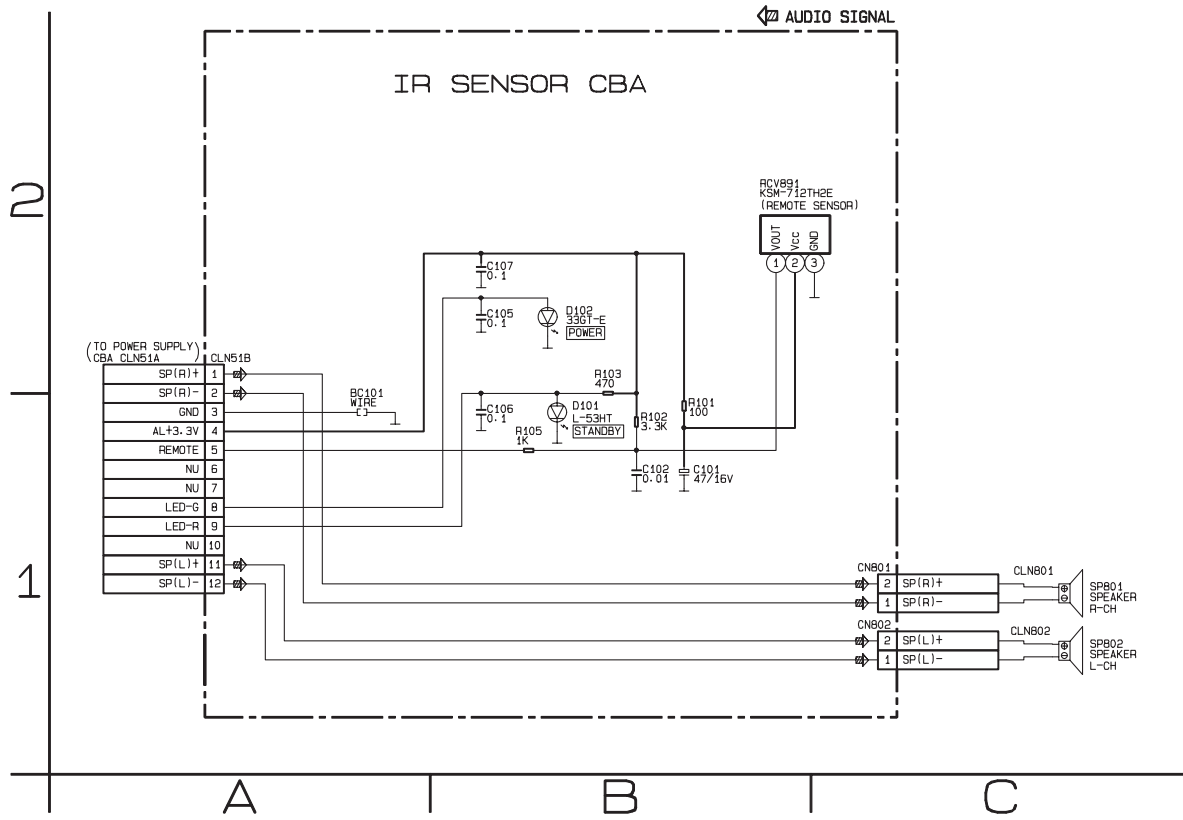 AUDIO SIGNAL
IR SENSOR CBA
2
RCV891
KSM-712TH2E
(REMOTE SENSOR)
VOUT
Vcc
GND
1 2 3
C107
0.1
C105
0.1
D102
33GT-E
POWER
(TO POWER SUPPLY)
(CBA CLN51A)
CLN51B
SP(R)+ 1
SP(R)- 2
GND 3
AL+3.3V 4
REMOTE 5
NU 6
NU 7
LED-G 8
LED-R 9
NU 10
SP(L)+ 11
SP(L)- 12
BC101
WIRE
R103
470
C106
0.1
D101
L-53HT
STANDBY
R105
1K
R102
3.3K
R101
100
C102
0.01
C101
47/16V
1
CN801
2 SP(R)+
1 SP(R)-
CLN801
SP801
SPEAKER
R-CH
CN802
2 SP(L)+
1 SP(L)-
CLN802
SP802
SPEAKER
L-CH
A B C